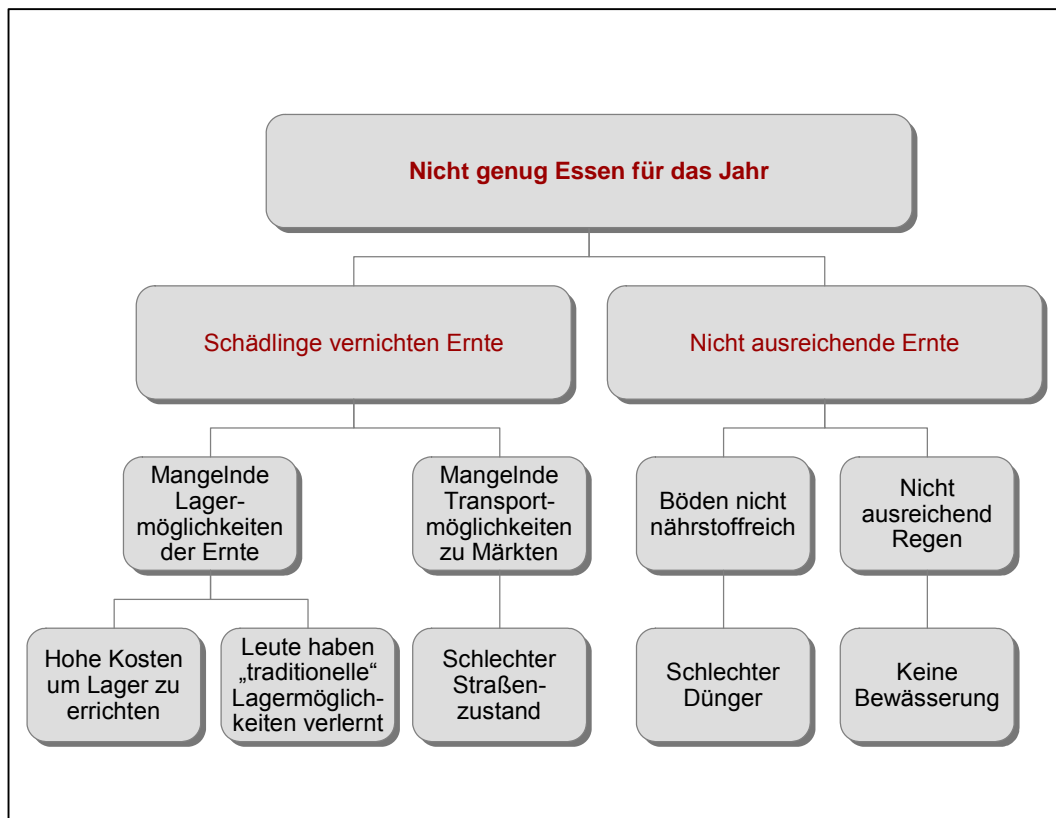 Nicht genug Essen für das Jahr
Schädlinge vernichten Ernte
Nicht ausreichende Ernte
Mangelnde
Lager-
möglichkeiten
der Ernte
Mangelnde
Transport-
möglichkeiten
zu Märkten
Böden nicht
nährstoffreich
Nicht
ausreichend
Regen
Hohe Kosten
um Lager zu
errichten
Leute haben
„traditionelle“
Lagermöglich-
keiten verlernt
Schlechter
Straßen-
zustand
Schlechter
Dünger
Keine
Bewässerung